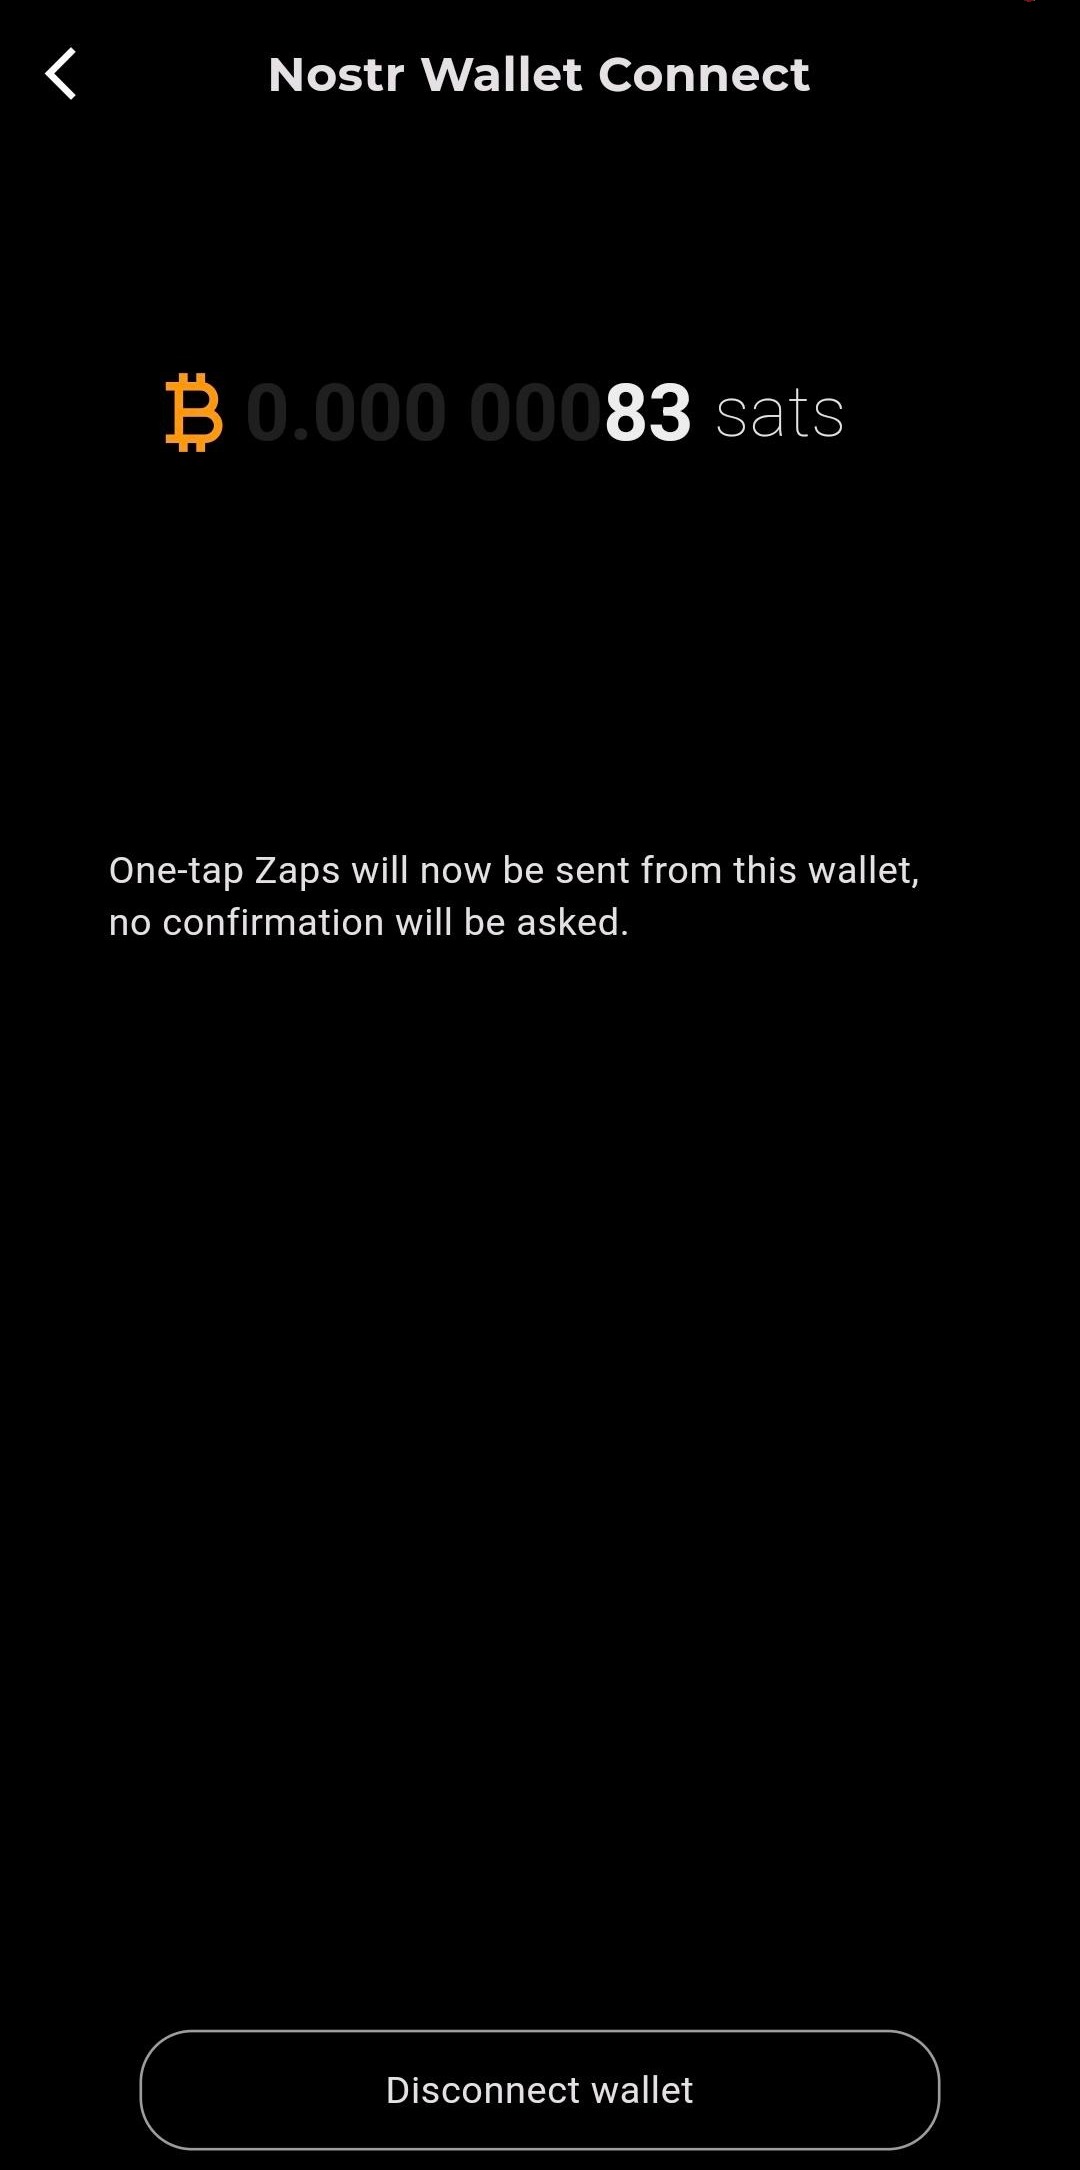 Nostr Wallet Connect
₿ 0.000 00083 sats
One-tap Zaps will now be sent from this wallet,
no confirmation will be asked.
Disconnect wallet